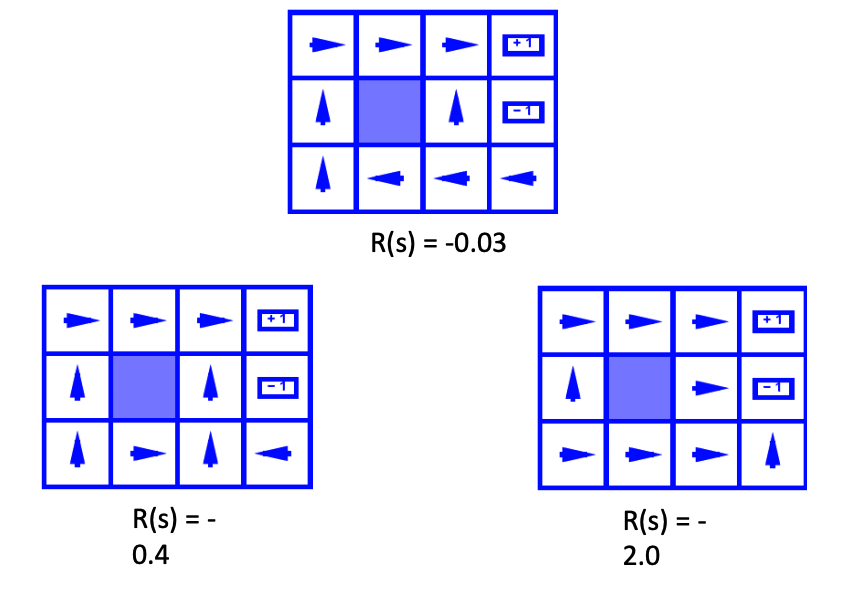 +1
-1
R(s) = -0.03
+1
-1
+1
-1
R(s) = -
0.4
R(s) = -
2.0